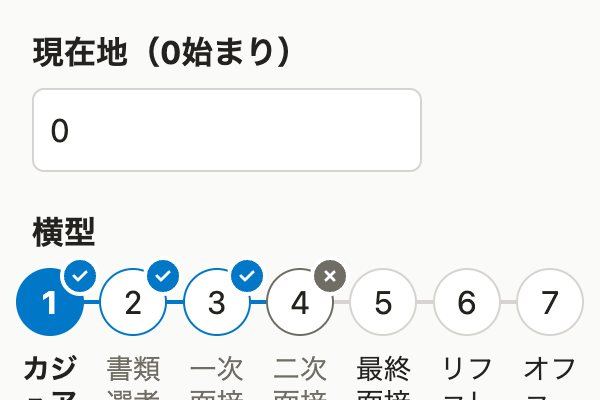 現在地（0始まり）
0
横型
1 2 3 4 5 6 7
カジ 書類 一次 二次 最終 リフ オフ